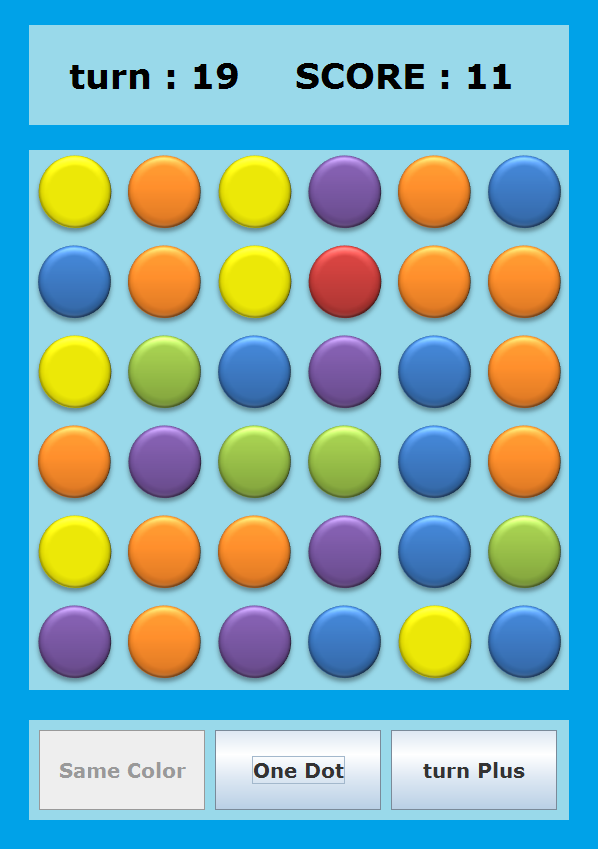 turn : 19 SCORE : 11
Same Color One Dot turn Plus